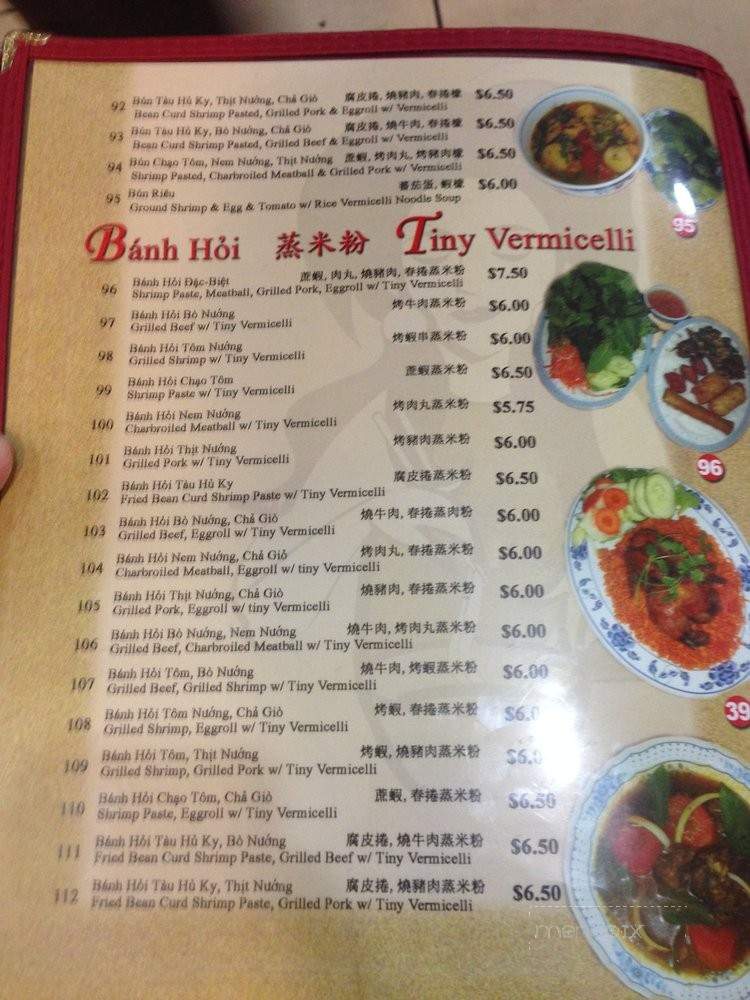 92 Bún Tàu Hủ Ky, Thịt Nướng, Chả Giò 腐皮捲, 燒豬肉, 春捲檬 $6.50
Bean Curd Shrimp Pasted, Grilled Pork & Eggroll w/ Vermicelli
93 Bún Tàu Hủ Ky, Bò Nướng, Chả Giò 腐皮捲, 燒牛肉, 春捲檬 $6.50
Bean Curd Shrimp Pasted, Grilled Beef & Eggroll w/ Vermicelli
94 Bún Chạo Tôm, Nem Nướng, Thịt Nướng 蔗蝦, 烤肉丸, 烤豬肉檬 $6.50
Shrimp Pasted, Charbroiled Meatball & Grilled Pork w/ Vermicelli
95 Bún Riêu 蕃茄蛋, 蝦檬 $6.00
Ground Shrimp & Egg & Tomato w/ Rice Vermicelli Noodle Soup
95
Bánh Hỏi 蒸米粉 Tiny Vermicelli
96 Bánh Hỏi Đặc-Biệt 蔗蝦, 肉丸, 燒豬肉, 春捲蒸米粉 $7.50
Shrimp Paste, Meatball, Grilled Pork, Eggroll w/ Tiny Vermicelli
97 Bánh Hỏi Bò Nướng 烤牛肉蒸米粉 $6.00
Grilled Beef w/ Tiny Vermicelli
98 Bánh Hỏi Tôm Nướng 烤蝦串蒸米粉 $6.00
Grilled Shrimp w/ Tiny Vermicelli
99 Bánh Hỏi Chạo Tôm 蔗蝦蒸米粉 $6.50
Shrimp Paste w/ Tiny Vermicelli
100 Bánh Hỏi Nem Nướng 烤肉丸蒸米粉 $5.75
Charbroiled Meatball w/ Tiny Vermicelli
101 Bánh Hỏi Thịt Nướng 烤豬肉蒸米粉 $6.00
Grilled Pork w/ Tiny Vermicelli
96
102 Bánh Hỏi Tàu Hủ Ky 腐皮捲蒸米粉 $6.50
Fried Bean Curd Shrimp Paste w/ Tiny Vermicelli
103 Bánh Hỏi Bò Nướng, Chả Giò 燒牛肉, 春捲蒸肉粉 $6.00
Grilled Beef, Eggroll w/ Tiny Vermicelli
104 Bánh Hỏi Nem Nướng, Chả Giò 烤肉丸, 春捲蒸米粉 $6.00
Charbroiled Meatball, Eggroll w/ tiny Vermicelli
105 Bánh Hỏi Thịt Nướng, Chả Giò 燒豬肉, 春捲蒸米粉 $6.00
Grilled Pork, Eggroll w/ tiny Vermicelli
106 Bánh Hỏi Bò Nướng, Nem Nướng 燒牛肉, 烤肉丸蒸米粉 $6.00
Grilled Beef, Charbroiled Meatball w/ Tiny Vermicelli
107 Bánh Hỏi Tôm, Bò Nướng 燒牛肉, 烤蝦蒸米粉 $6.00
Grilled Beef, Grilled Shrimp w/ Tiny Vermicelli
108 Bánh Hỏi Tôm Nướng, Chả Giò 烤蝦, 春捲蒸米粉 $6.0
Grilled Shrimp, Eggroll w/ Tiny Vermicelli
39
109 Bánh Hỏi Tôm, Thịt Nướng 烤蝦, 燒豬肉蒸米粉 $6.0
Grilled Shrimp, Grilled Pork w/ Tiny Vermicelli
110 Bánh Hỏi Chạo Tôm, Chả Giò 蔗蝦, 春捲蒸米粉 $6.50
Shrimp Paste, Eggroll w/ Tiny Vermicelli
111 Bánh Hỏi Tàu Hủ Ky, Bò Nướng 腐皮捲, 燒牛肉蒸米粉 $6.50
Fried Bean Curd Shrimp Paste, Grilled Beef w/ Tiny Vermicelli
112 Bánh Hỏi Tàu Hủ Ky, Thịt Nướng 腐皮捲, 燒豬肉蒸米粉 $6.50
Fried Bean Curd Shrimp Paste, Grilled Pork w/ Tiny Vermicelli